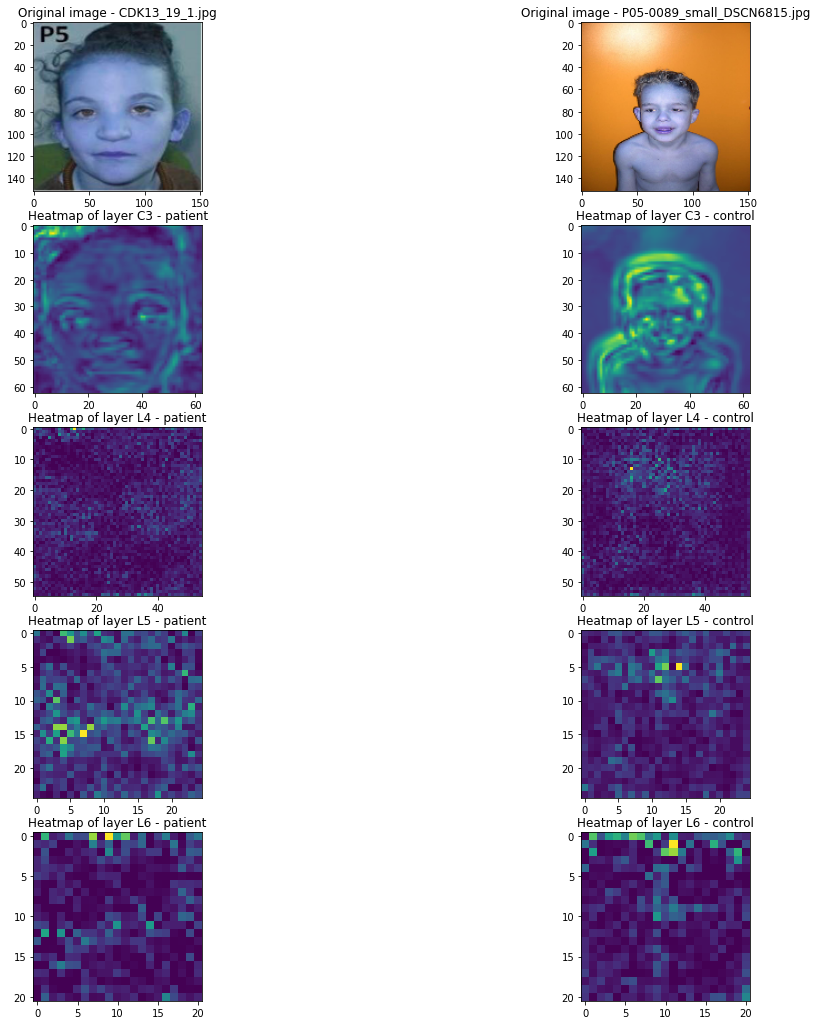 Original image - CDK13_19_1.jpg
Original image - P05-0089_small_DSCN6815.jpg
0
20
40
60
80
100
120
140
P5
0 50 100 150
0
20
40
60
80
100
120
140
0 50 100 150
Heatmap of layer C3 - patient
Heatmap of layer C3 - control
0
10
20
30
40
50
60
0 20 40 60
0
10
20
30
40
50
60
0 20 40 60
Heatmap of layer L4 - patient
Heatmap of layer L4 - control
0
10
20
30
40
50
0 20 40
0
10
20
30
40
50
0 20 40
Heatmap of layer L5 - patient
Heatmap of layer L5 - control
0
5
10
15
20
0 5 10 15 20
0
5
10
15
20
0 5 10 15 20
Heatmap of layer L6 - patient
Heatmap of layer L6 - control
0
5
10
15
20
0 5 10 15 20
0
5
10
15
20
0 5 10 15 20